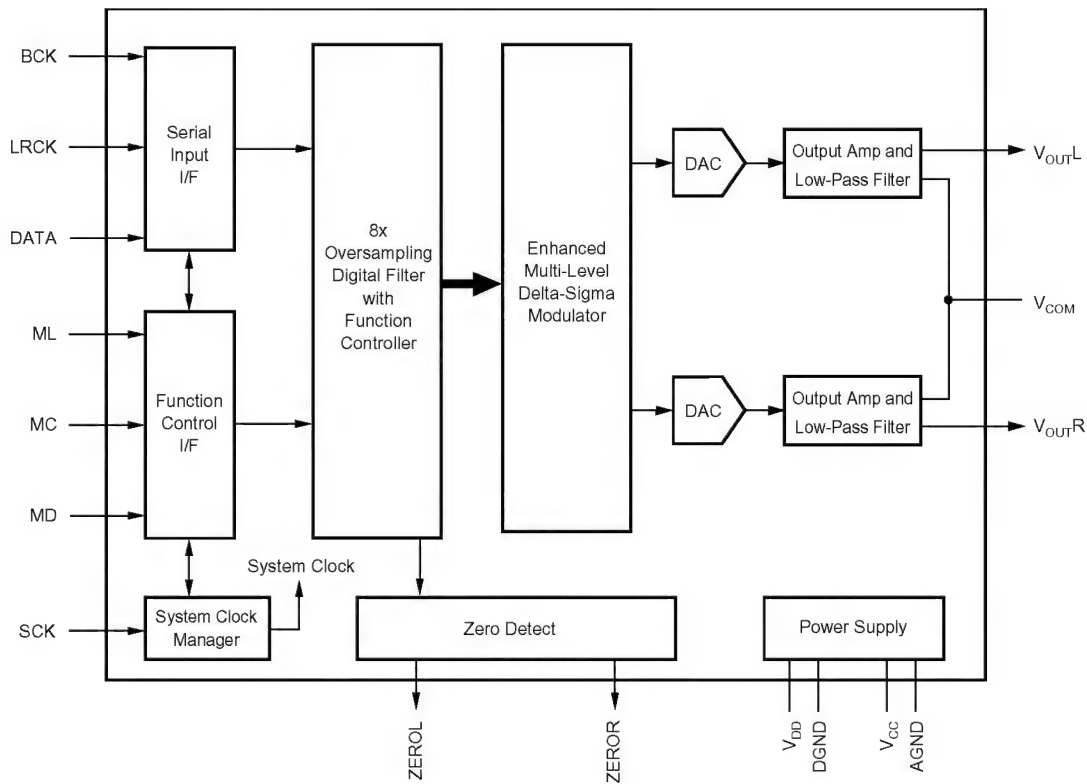 BCK
LRCK
DATA
ML
MC
MD
SCK
Serial
Input
I/F
Function
Control
I/F
System Clock
Manager
System Clock
8x
Oversampling
Digital Filter
with
Function
Controller
Enhanced
Multi-Level
Delta-Sigma
Modulator
DAC
Output Amp and
Low-Pass Filter
VOUTL
VCOM
DAC
Output Amp and
Low-Pass Filter
VOUTR
Zero Detect
Power Supply
ZEROL
ZEROR
VDD
DGND
VCC
AGND